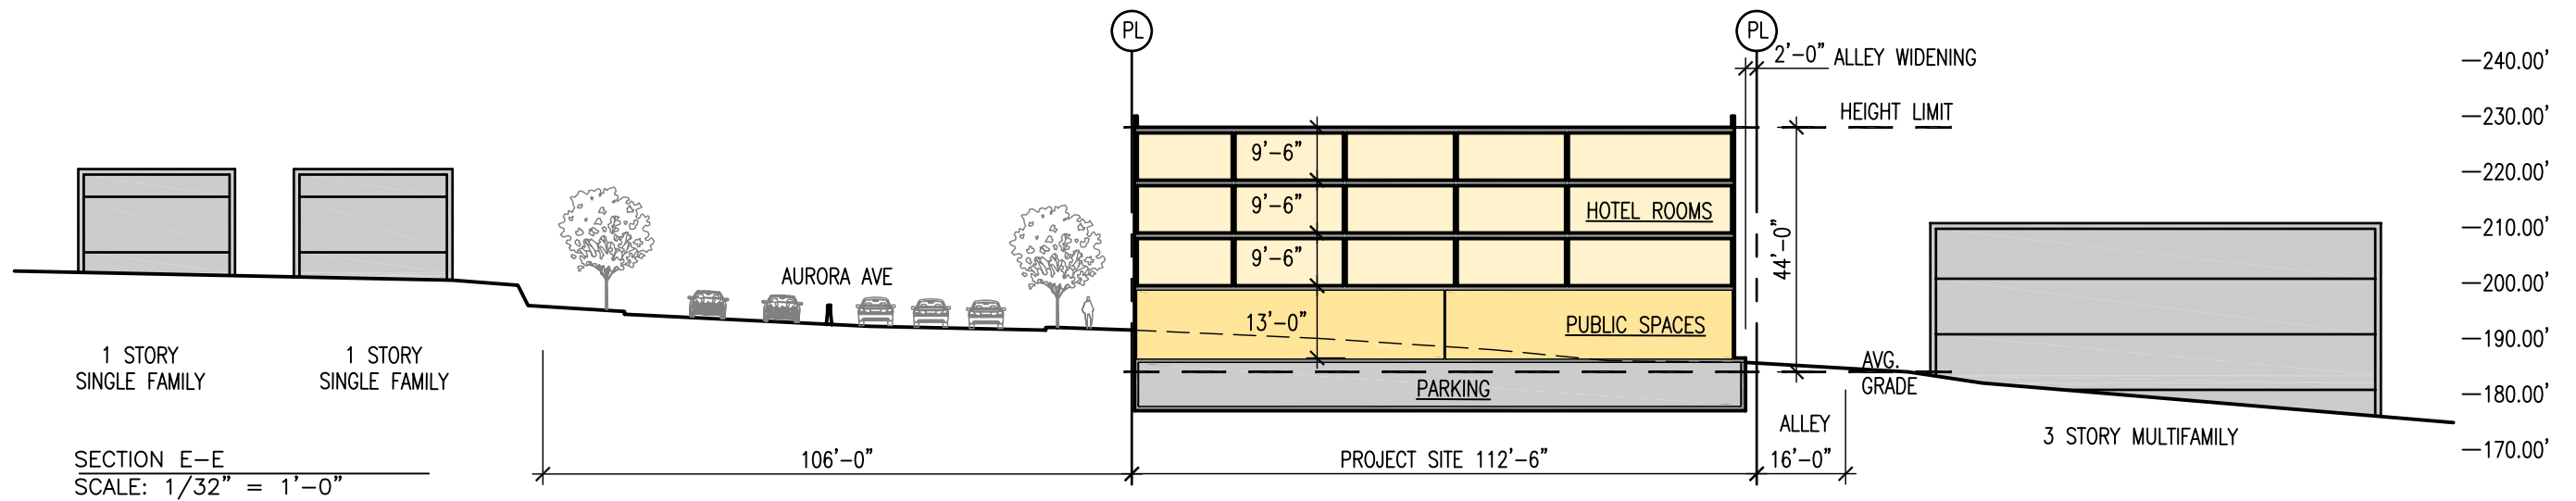 PL
PL
2'-0" ALLEY WIDENING
HEIGHT LIMIT
240.00'
230.00'
220.00'
210.00'
200.00'
190.00'
180.00'
170.00'
9'-6"
9'-6"
HOTEL ROOMS
9'-6"
44'-0"
AURORA AVE
13'-0"
PUBLIC SPACES
PARKING
AVG.
GRADE
1 STORY
SINGLE FAMILY
1 STORY
SINGLE FAMILY
ALLEY
3 STORY MULTIFAMILY
106'-0"
PROJECT SITE 112'-6"
16'-0"
SECTION E-E
SCALE: 1/32" = 1'-0"